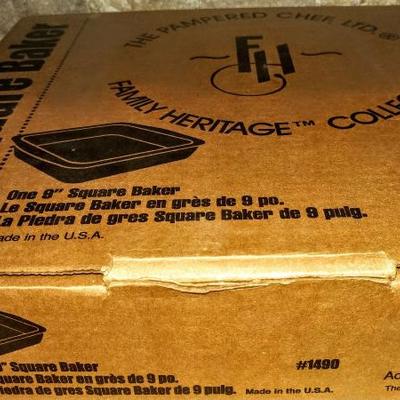 THE PAMPERED CHEF, LTD.®
FH
FAMILY HERITAGE™
Baker
One 9" Square Baker
Le Square Baker en grès de 9 po.
La Piedra de gres Square Baker de 9 pulg.
Made in the U.S.A.
9" Square Baker
#1490
Square Baker en grès de 9 po.
Piedra de gres Square Baker de 9 pulg.
Made in the U.S.A.